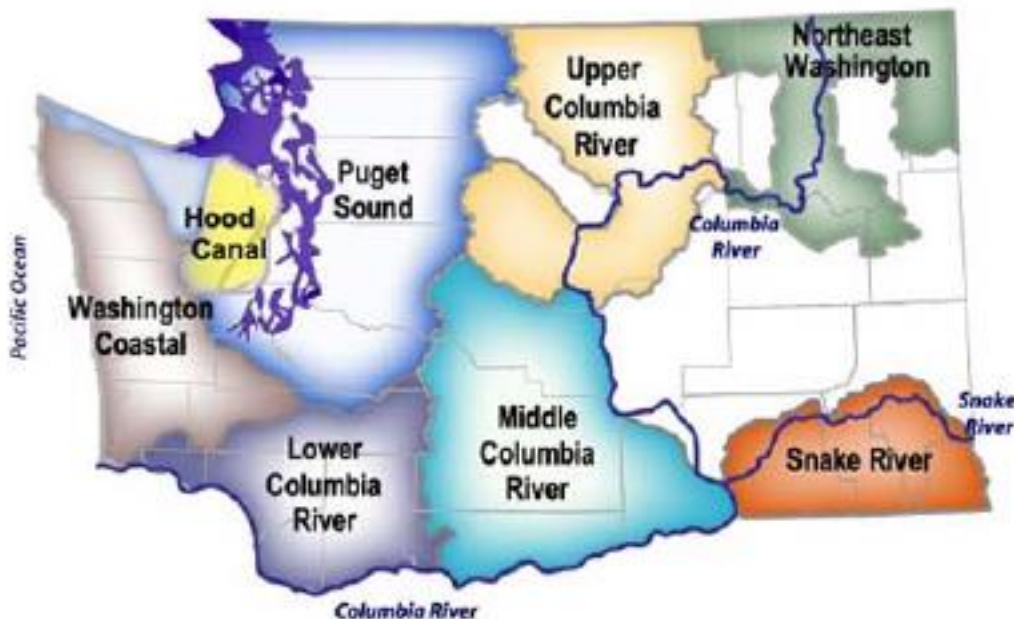 Northeast
Washington
Upper
Columbia
River
Puget
Sound
Hood
Canal
Columbia
River
Pacific Ocean
Washington
Coastal
Lower
Columbia
River
Middle
Columbia
River
Snake
River
Snake River
Columbia River